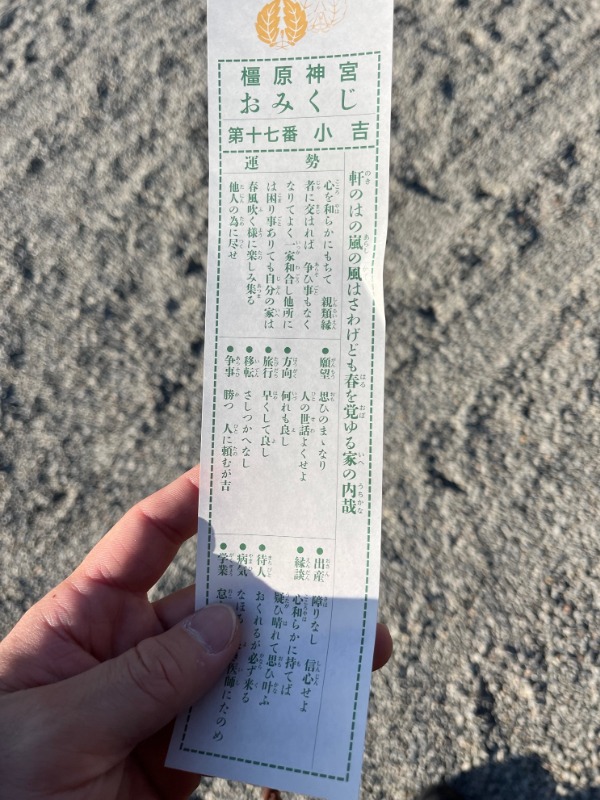 橿原神宮
おみくじ
第十七番 小吉
軒のはの嵐の風はさわげども春を覚ゆる家の内哉
運勢
心を和らかにもちて 親類縁
者に交はれば 争ひ事もなく
なりてよく一家和合し他所に
は困り事ありても自分の家は
春風吹く様に楽しみ集る
他人の為に尽せ
●願望 思ひのまゝなり
人の世話よくせよ
●方向 何れも良し
●旅行 早くして良し
●移転 さしつかへなし
●争事 勝つ 人に頼むが吉
●出産 障りなし 信心せよ
●縁談 心和らかに持てば
疑ひ晴れて思ひ叶ふ
●待人 おくれるが必ず来る
●病気 なほる 医師にたのめ
●学業 怠